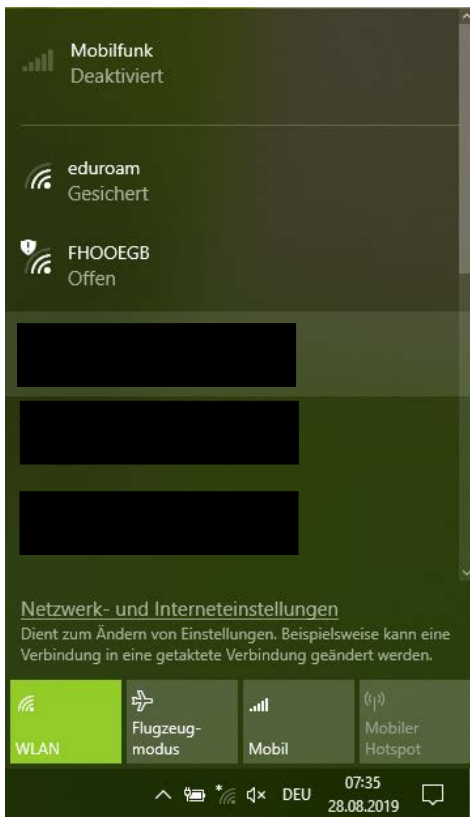 Mobilfunk
Deaktiviert
eduroam
Gesichert
FHOOEGB
Offen
Netzwerk- und Interneteinstellungen
Dient zum Ändern von Einstellungen. Beispielsweise kann eine
Verbindung in eine getaktete Verbindung geändert werden.
WLAN
Flugzeug-
modus
Mobil
Mobiler
Hotspot
DEU
07:35
28.08.2019